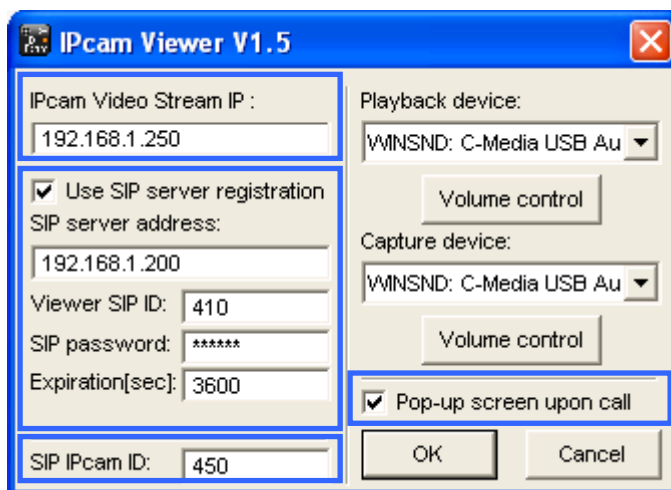 IPcam Viewer V1.5
IPcam Video Stream IP :
192.168.1.250
Use SIP server registration
SIP server address:
192.168.1.200
Viewer SIP ID: 410
SIP password: ******
Expiration[sec]: 3600
SIP IPcam ID: 450
Playback device:
WINSND: C-Media USB Au
Volume control
Capture device:
WINSND: C-Media USB Au
Volume control
Pop-up screen upon call
OK Cancel